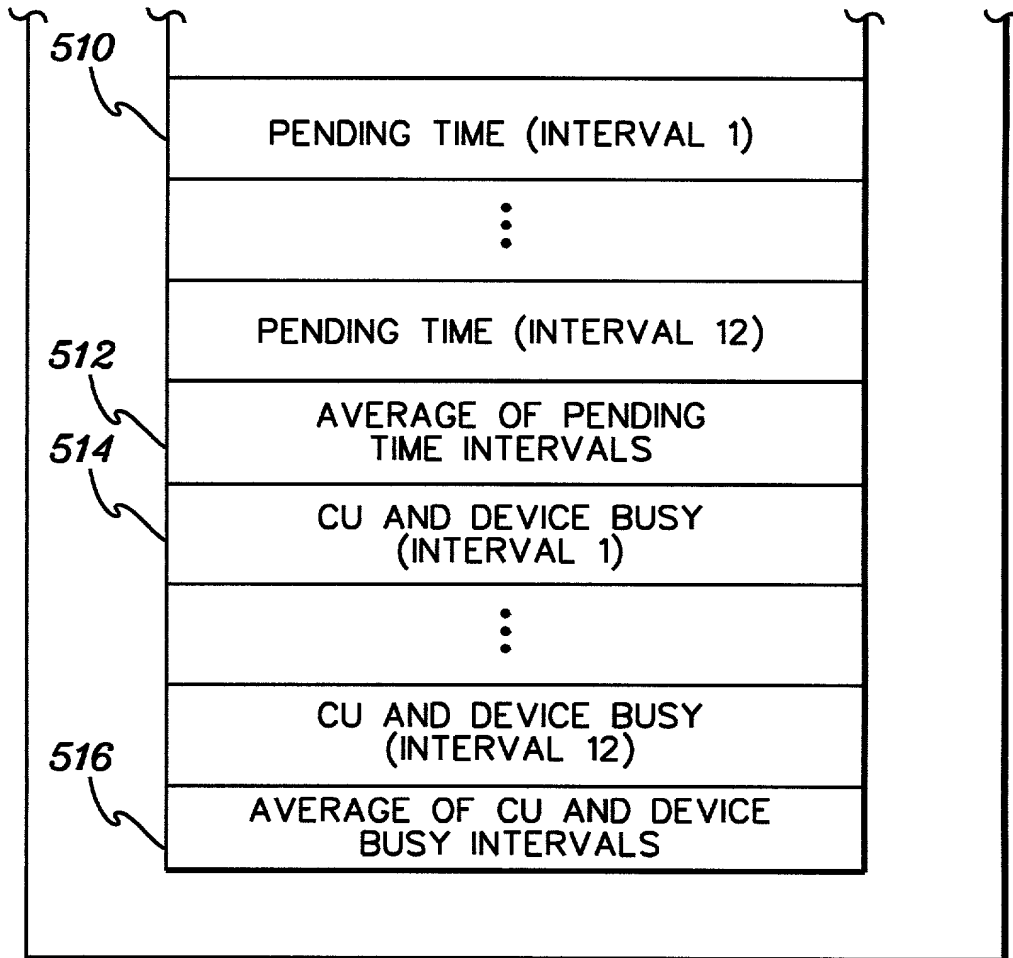 510
PENDING TIME (INTERVAL 1)
PENDING TIME (INTERVAL 12)
512
AVERAGE OF PENDING
TIME INTERVALS
514
CU AND DEVICE BUSY
(INTERVAL 1)
CU AND DEVICE BUSY
(INTERVAL 12)
516
AVERAGE OF CU AND DEVICE
BUSY INTERVALS